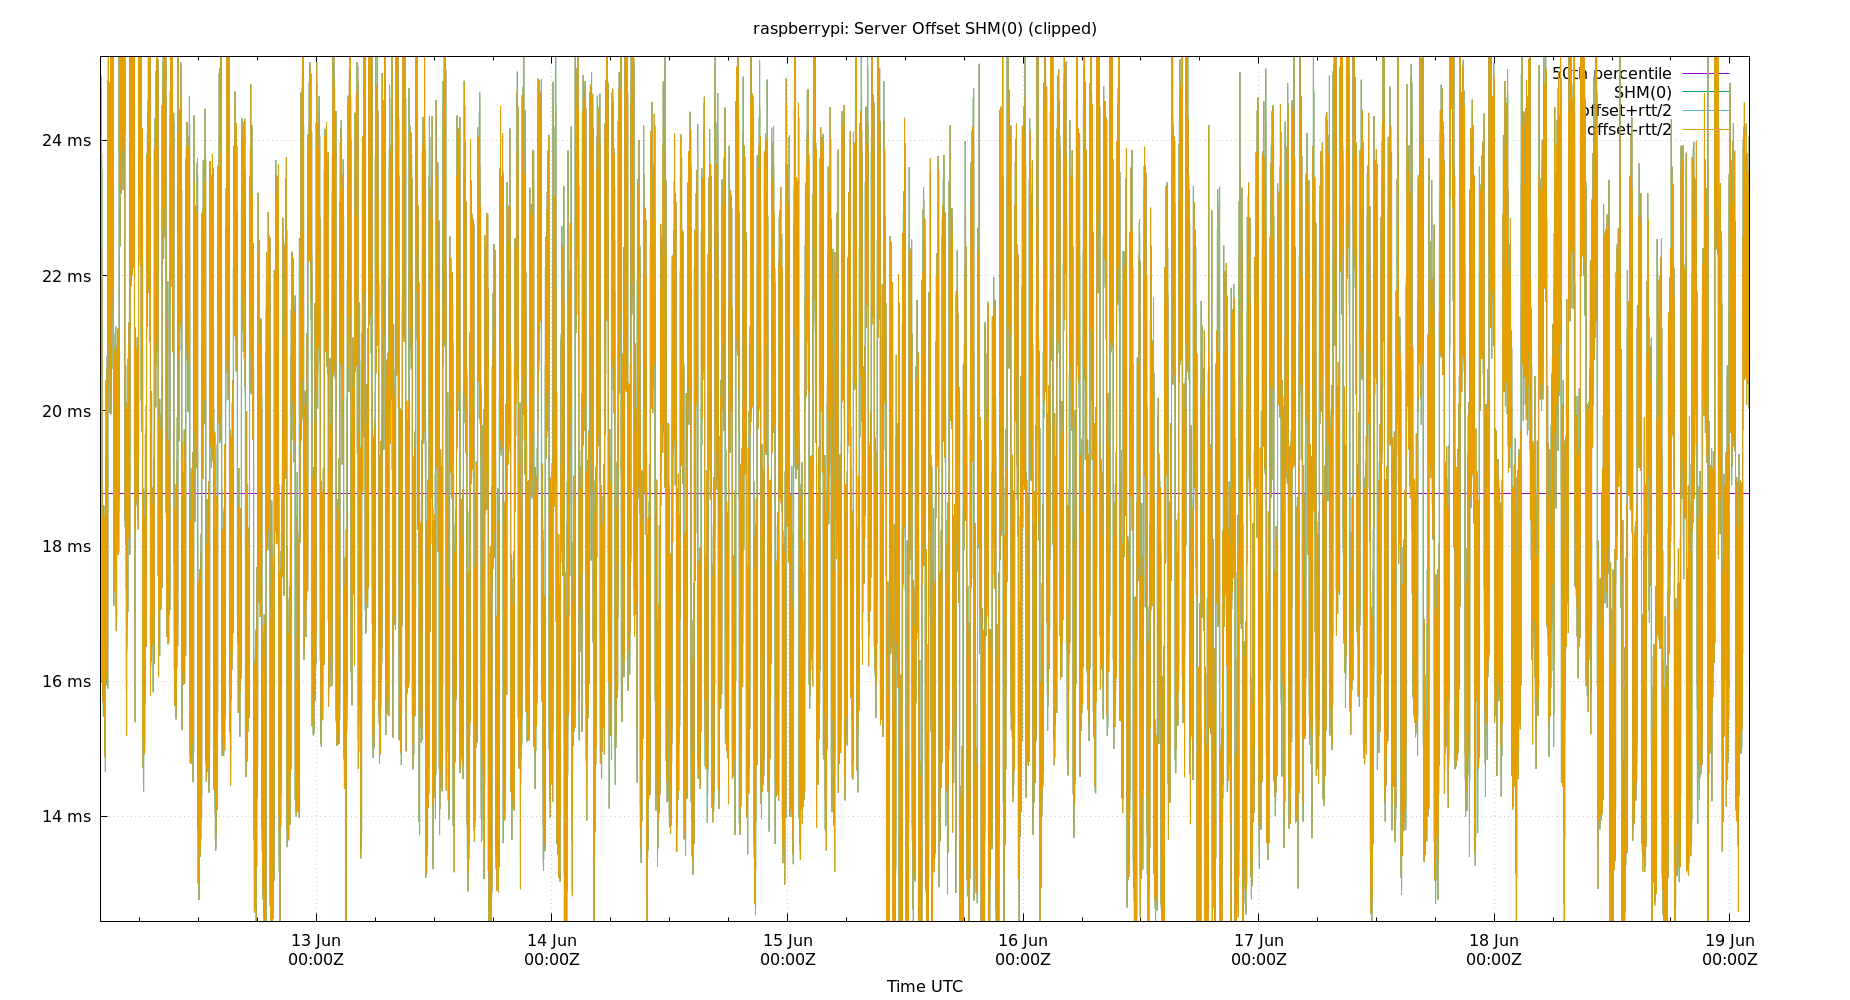 raspberrypi: Server Offset SHM(0) (clipped)
50th percentile
SHM(0)
offset+rtt/2
offset-rtt/2
24 ms
22 ms
20 ms
18 ms
16 ms
14 ms
13 Jun 14 Jun 15 Jun 16 Jun 17 Jun 18 Jun 19 Jun
00:00Z 00:00Z 00:00Z 00:00Z 00:00Z 00:00Z 00:00Z
Time UTC